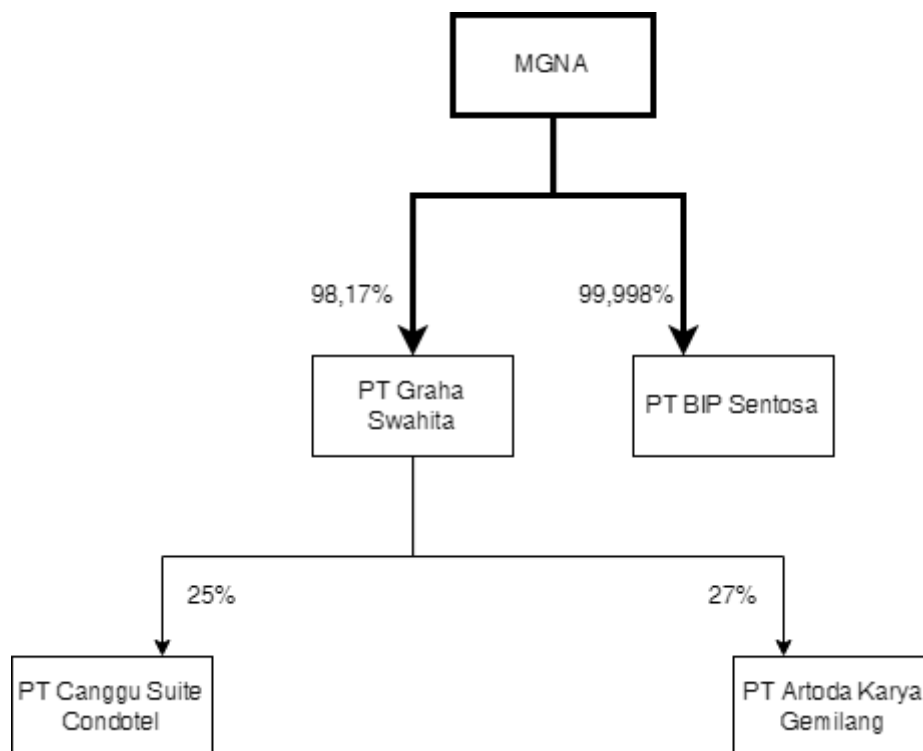 MGNA
98,17%
99,998%
PT Graha
Swahita
PT BIP Sentosa
25%
27%
PT Canggu Suite
Condotel
PT Artoda Karya
Gemilang